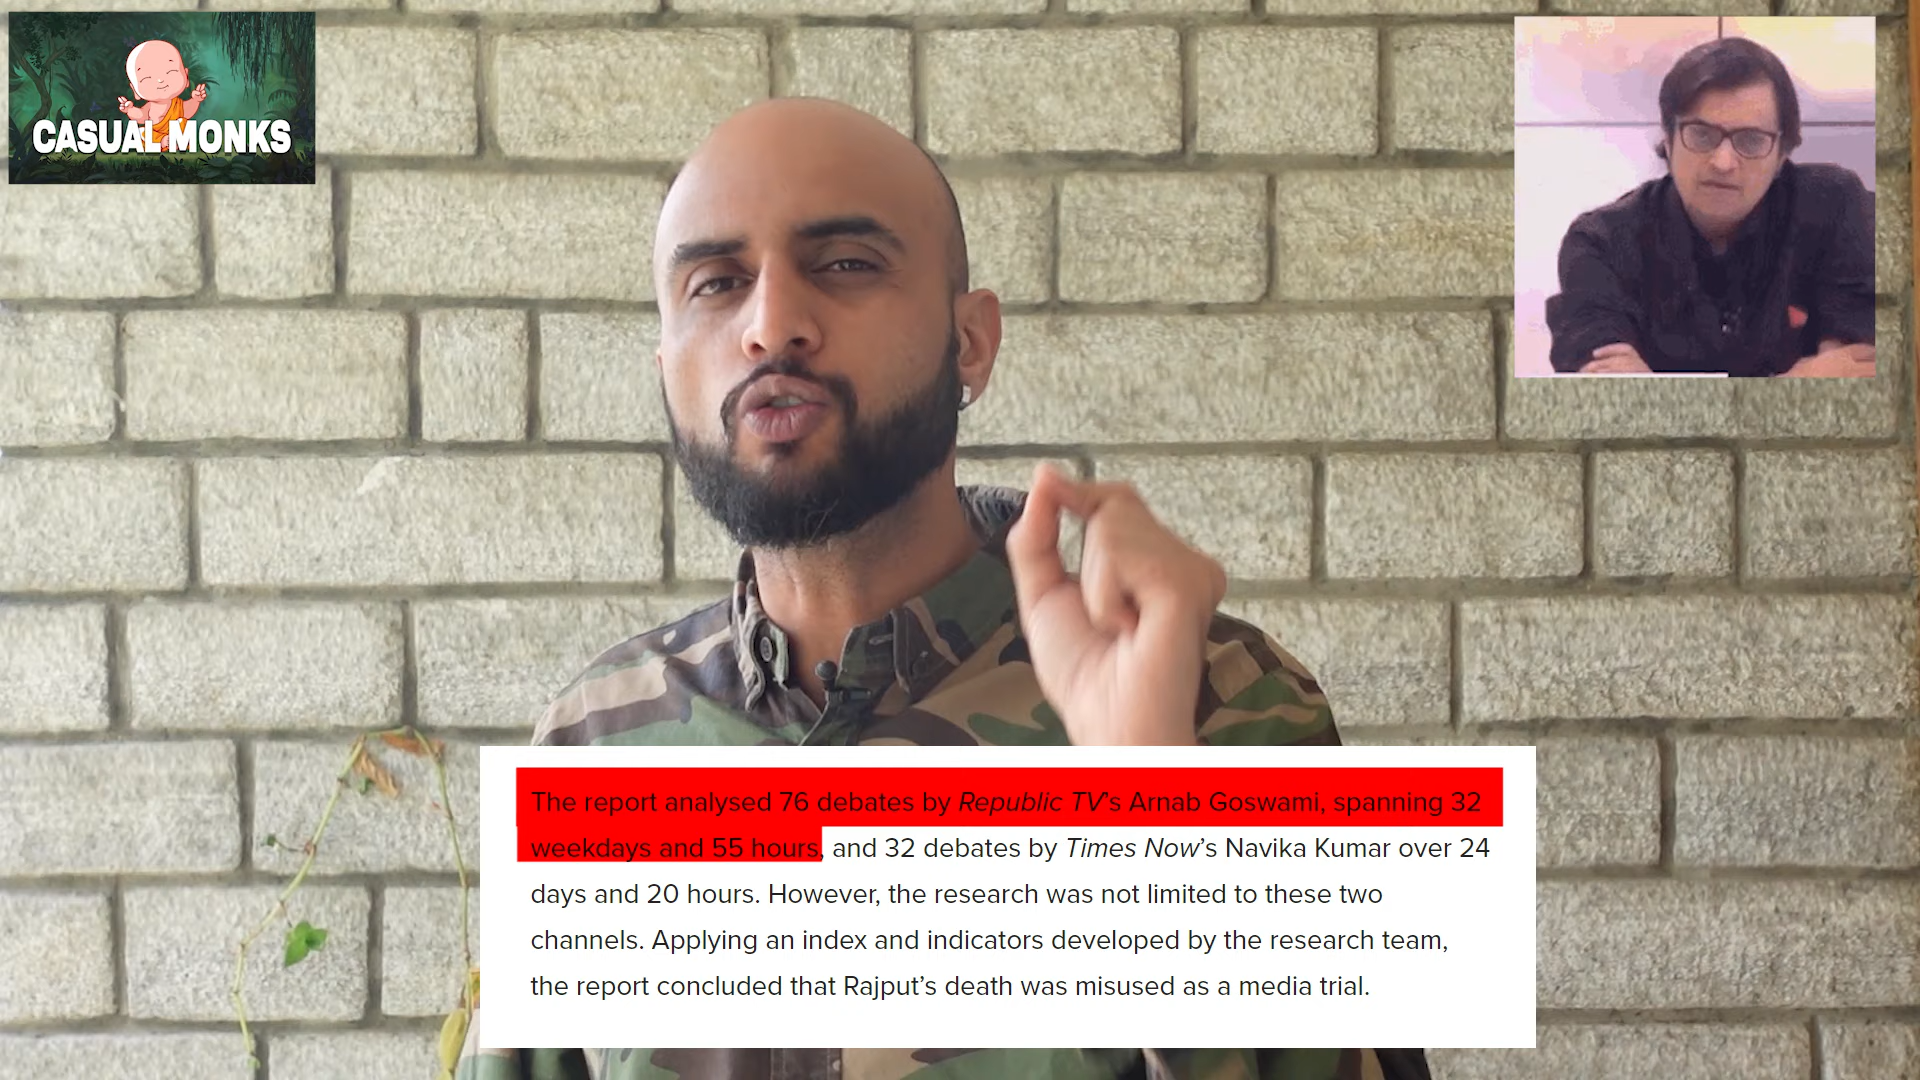 CASUAL MONKS
The report analysed 76 debates by Republic TV's Arnab Goswami, spanning 32
weekdays and 55 hours, and 32 debates by Times Now’s Navika Kumar over 24
days and 20 hours. However, the research was not limited to these two
channels. Applying an index and indicators developed by the research team,
the report concluded that Rajput’s death was misused as a media trial.